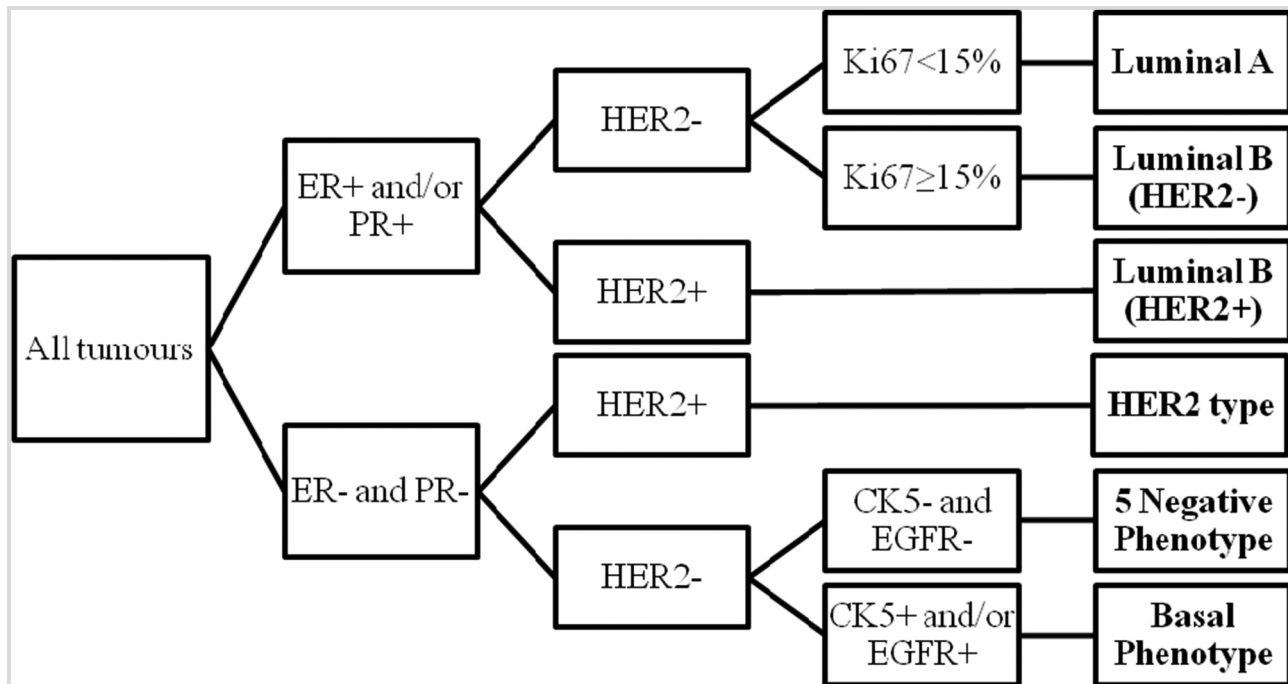 All tumours
ER+ and/or
PR+
ER- and PR-
HER2-
HER2+
HER2+
HER2-
Ki67<15%
Ki67≥15%
CK5- and
EGFR-
CK5+ and/or
EGFR+
Luminal A
Luminal B
(HER2-)
Luminal B
(HER2+)
HER2 type
5 Negative
Phenotype
Basal
Phenotype